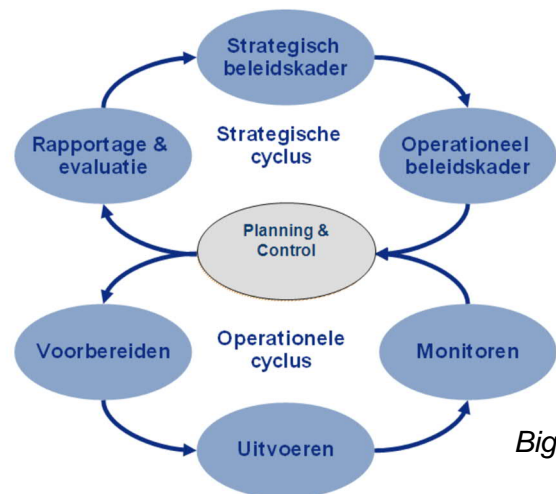 Strategisch
beleidskader
Rapportage &
evaluatie
Strategische
cyclus
Operationeel
beleidskader
Planning &
Control
Voorbereiden
Operationele
cyclus
Monitoren
Uitvoeren
Big